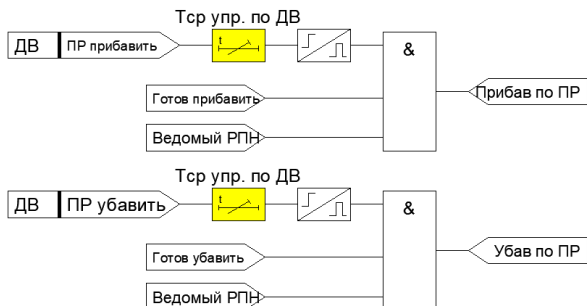 Тср упр. по ДВ
ДВ ПР прибавить t &
Готов прибавить Прибав по ПР
Ведомый РПН
Тср упр. по ДВ
ДВ ПР убавить t &
Готов убавить Убав по ПР
Ведомый РПН